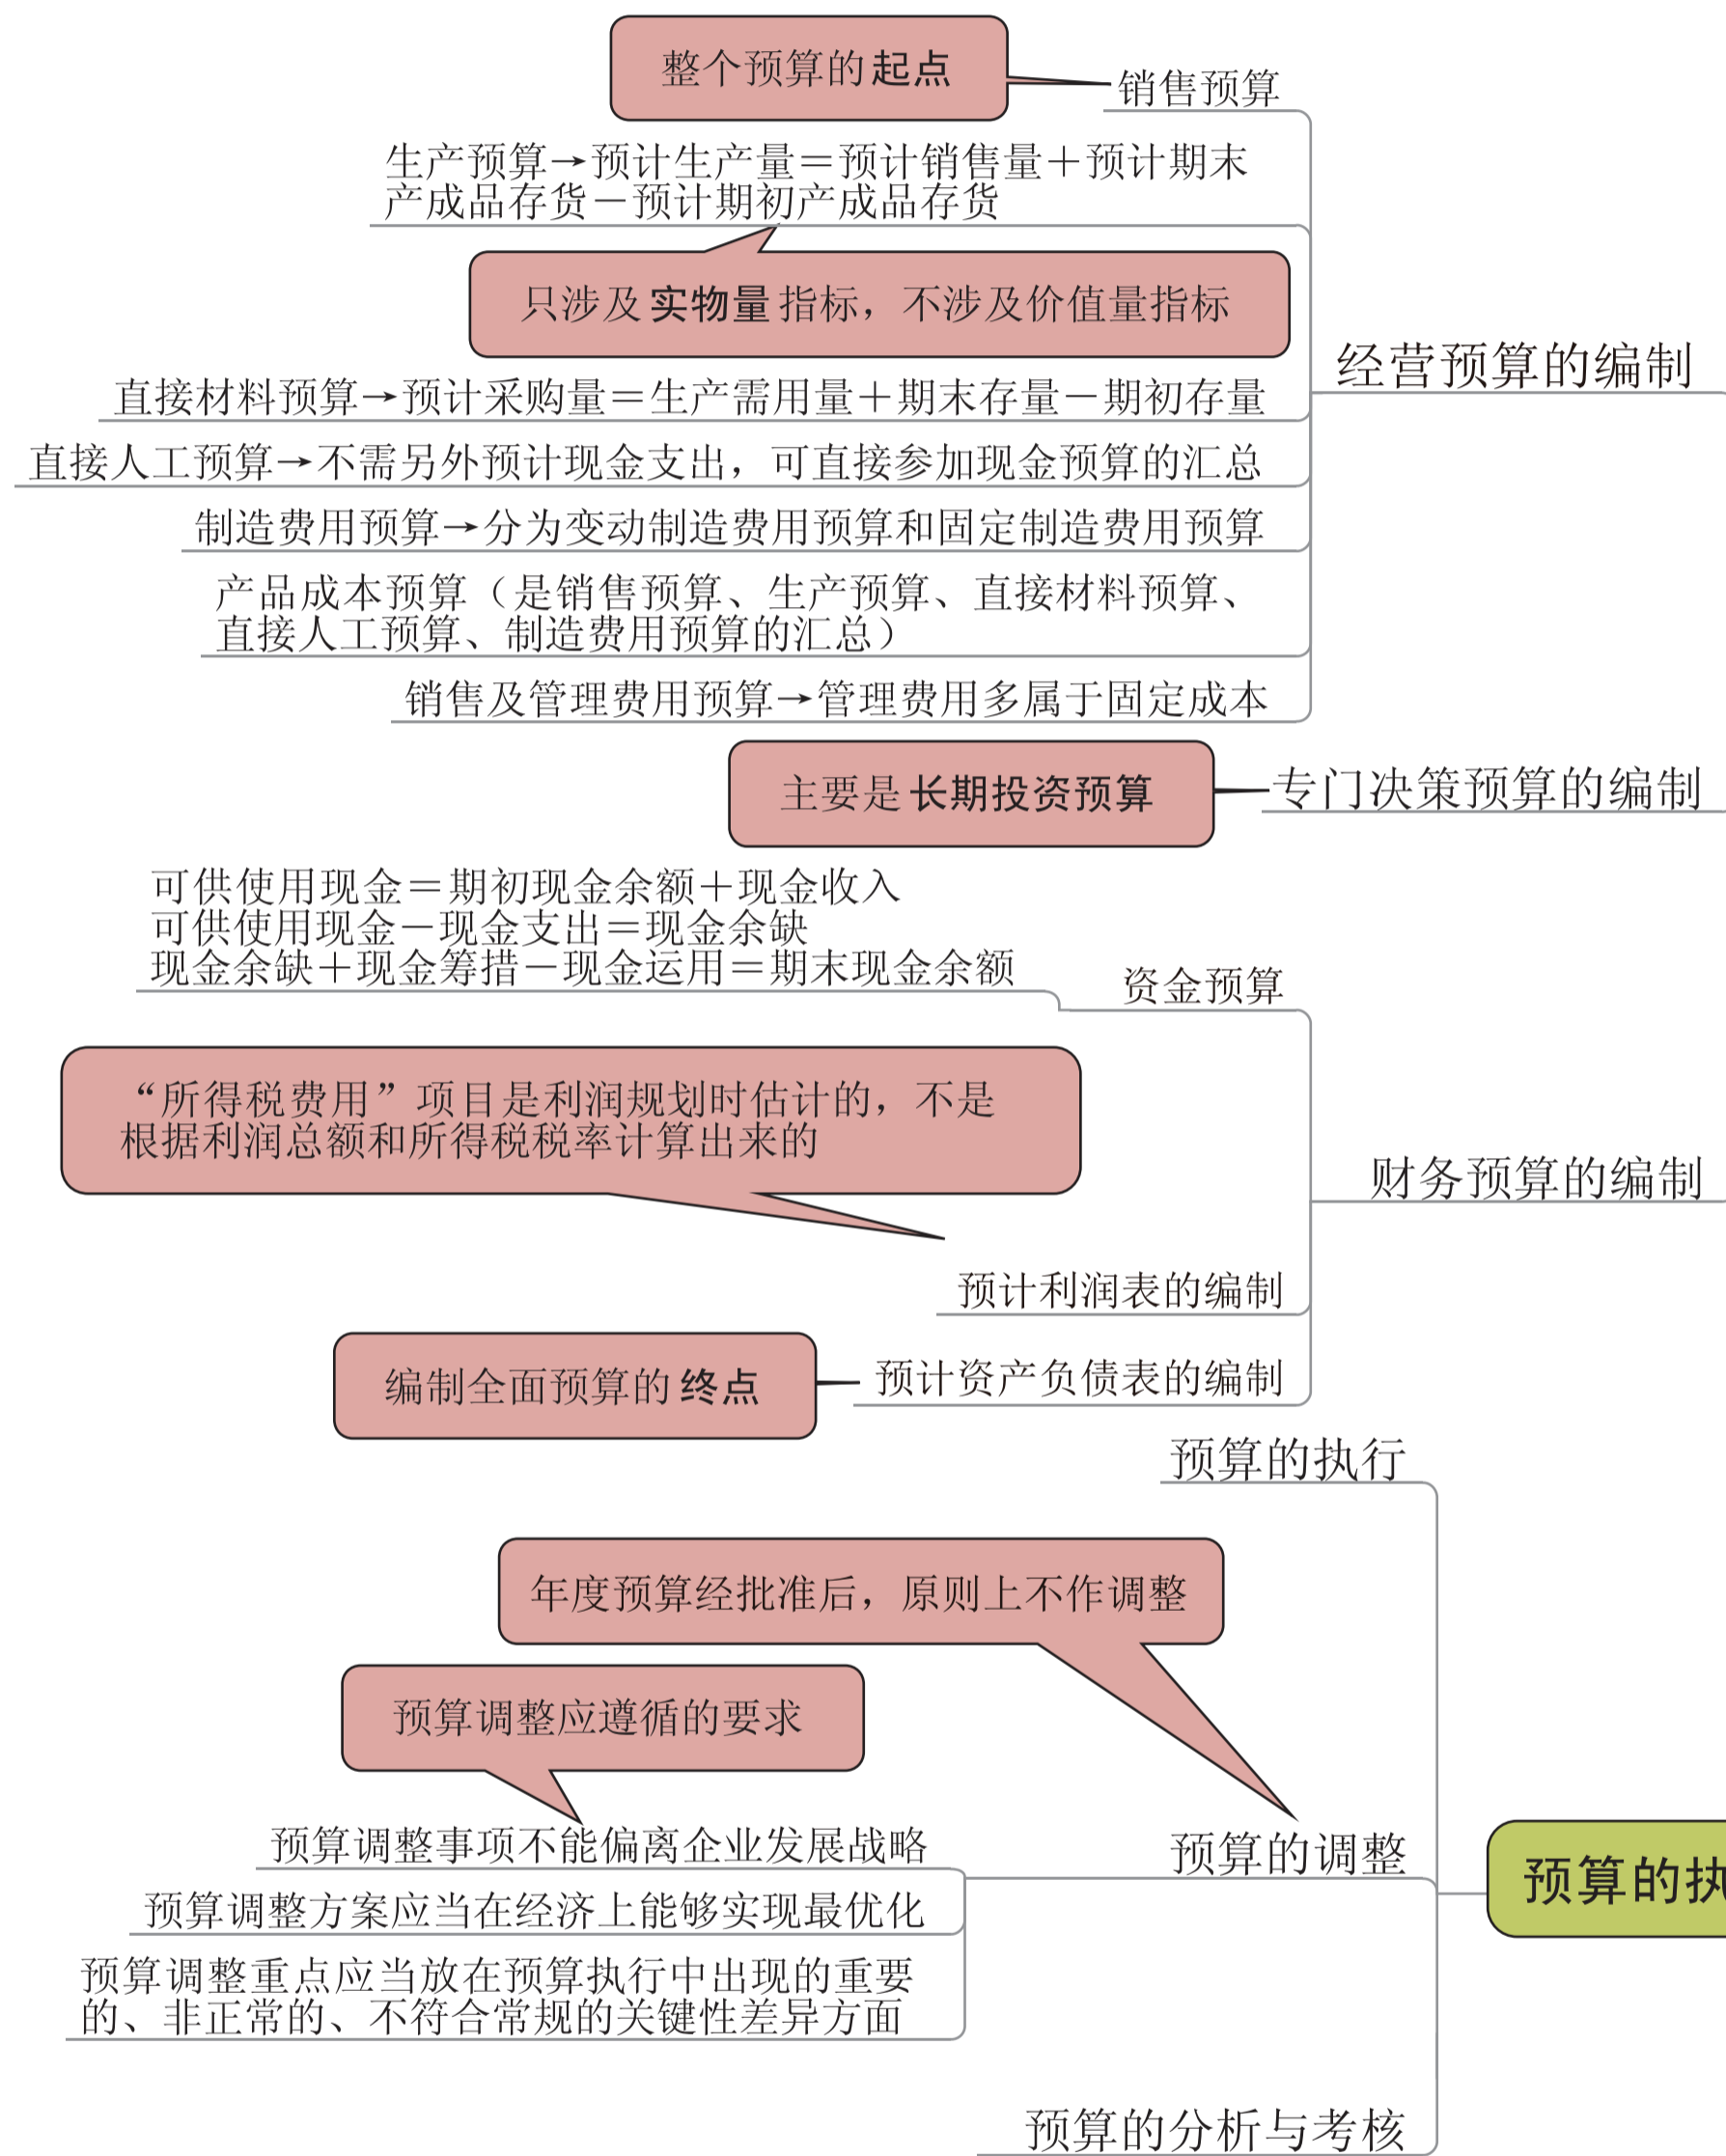 整个预算的起点
销售预算
生产预算→预计生产量＝预计销售量＋预计期末
产成品存货－预计期初产成品存货
只涉及实物量指标，不涉及价值量指标
经营预算的编制
直接材料预算→预计采购量＝生产需用量＋期末存量－期初存量
直接人工预算→不需另外预计现金支出，可直接参加现金预算的汇总
制造费用预算→分为变动制造费用预算和固定制造费用预算
产品成本预算（是销售预算、生产预算、直接材料预算、
直接人工预算、制造费用预算的汇总）
销售及管理费用预算→管理费用多属于固定成本
主要是长期投资预算
专门决策预算的编制
可供使用现金＝期初现金余额＋现金收入
可供使用现金－现金支出＝现金余缺
现金余缺＋现金筹措－现金运用＝期末现金余额
资金预算
“所得税费用”项目是利润规划时估计的，不是
根据利润总额和所得税税率计算出来的
财务预算的编制
预计利润表的编制
编制全面预算的终点
预计资产负债表的编制
预算的执行
年度预算经批准后，原则上不作调整
预算调整应遵循的要求
预算调整事项不能偏离企业发展战略
预算的调整
预算的执
预算调整方案应当在经济上能够实现最优化
预算调整重点应当放在预算执行中出现的重要
的、非正常的、不符合常规的关键性差异方面
预算的分析与考核